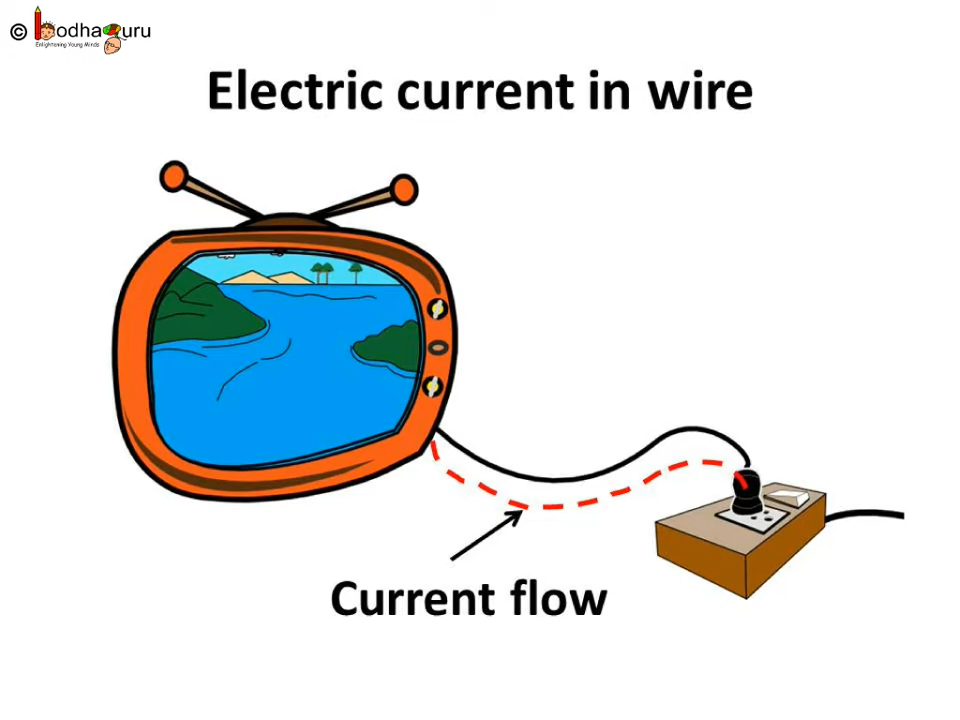 © BodhaGuru
Enlightening Young Minds
Electric current in wire
Current flow